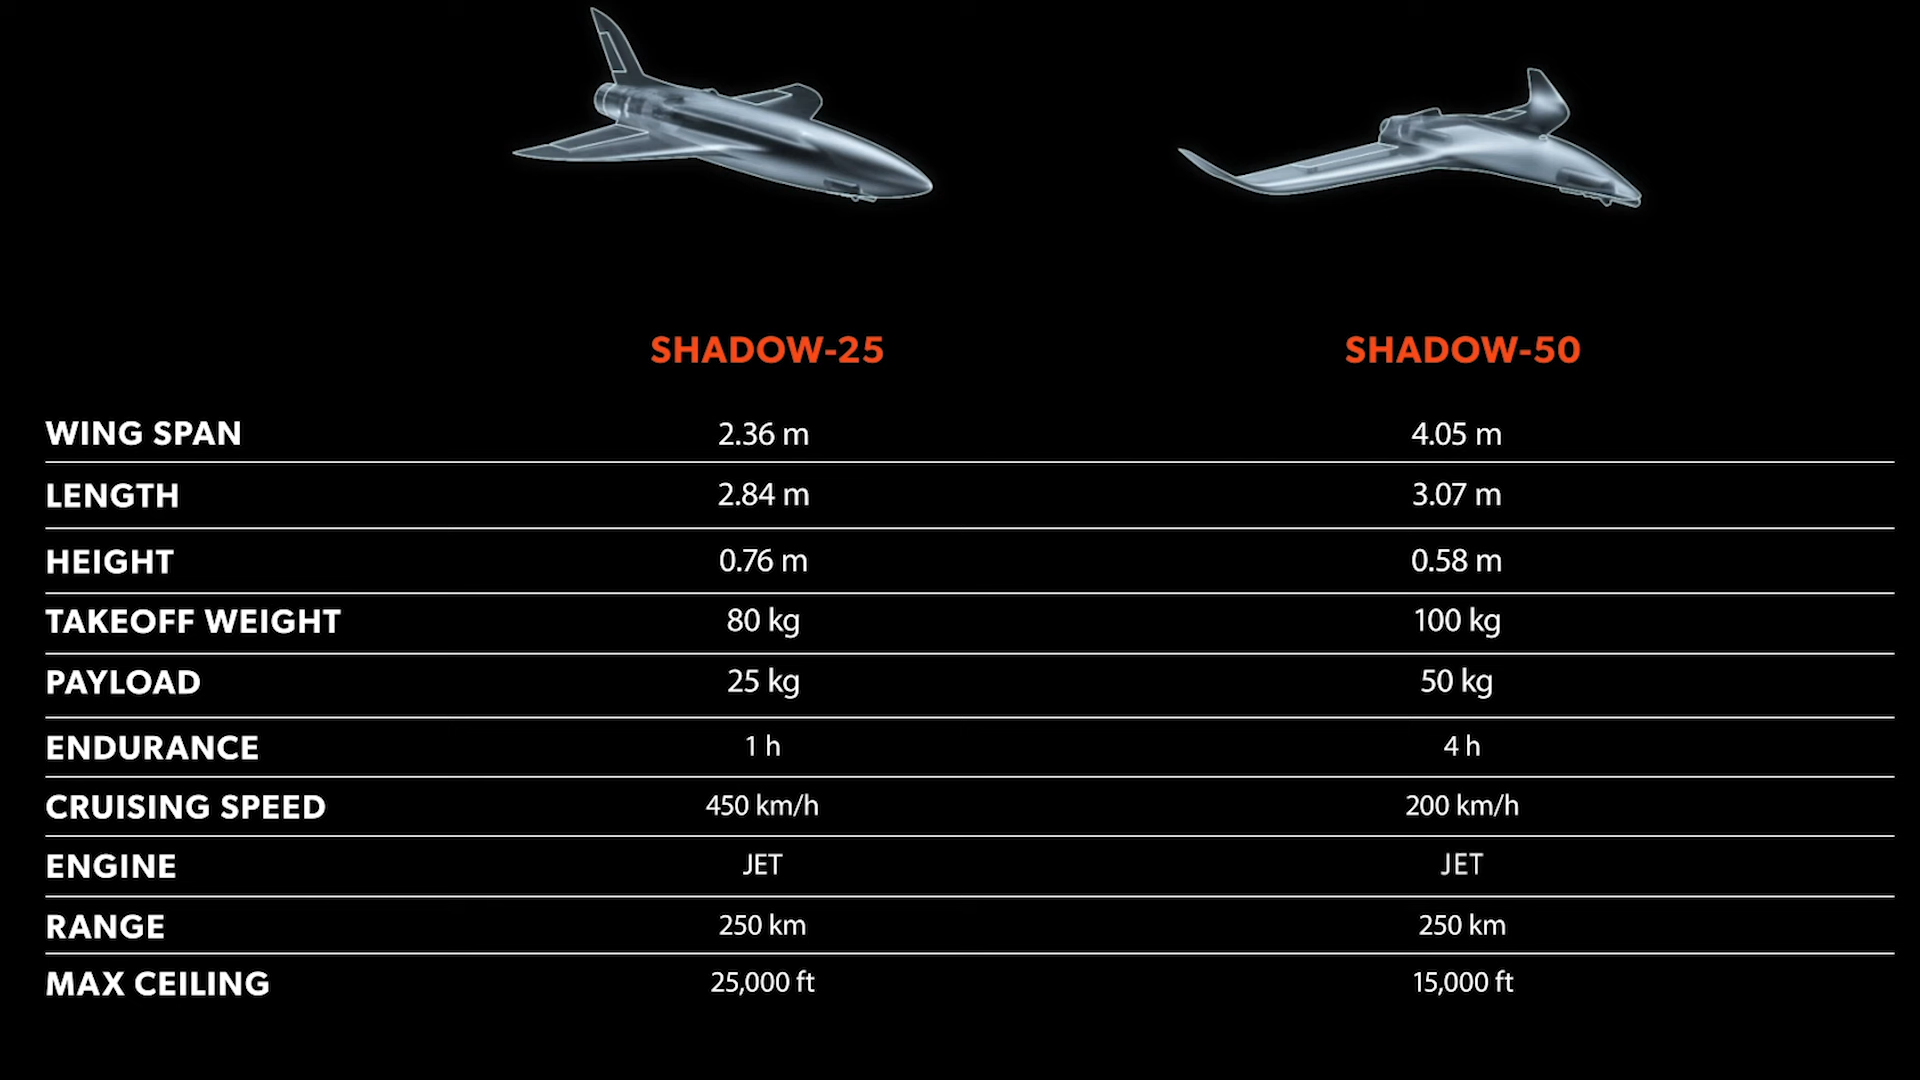 SHADOW-25 SHADOW-50
WING SPAN 2.36 m 4.05 m
LENGTH 2.84 m 3.07 m
HEIGHT 0.76 m 0.58 m
TAKEOFF WEIGHT 80 kg 100 kg
PAYLOAD 25 kg 50 kg
ENDURANCE 1 h 4 h
CRUISING SPEED 450 km/h 200 km/h
ENGINE JET JET
RANGE 250 km 250 km
MAX CEILING 25,000 ft 15,000 ft